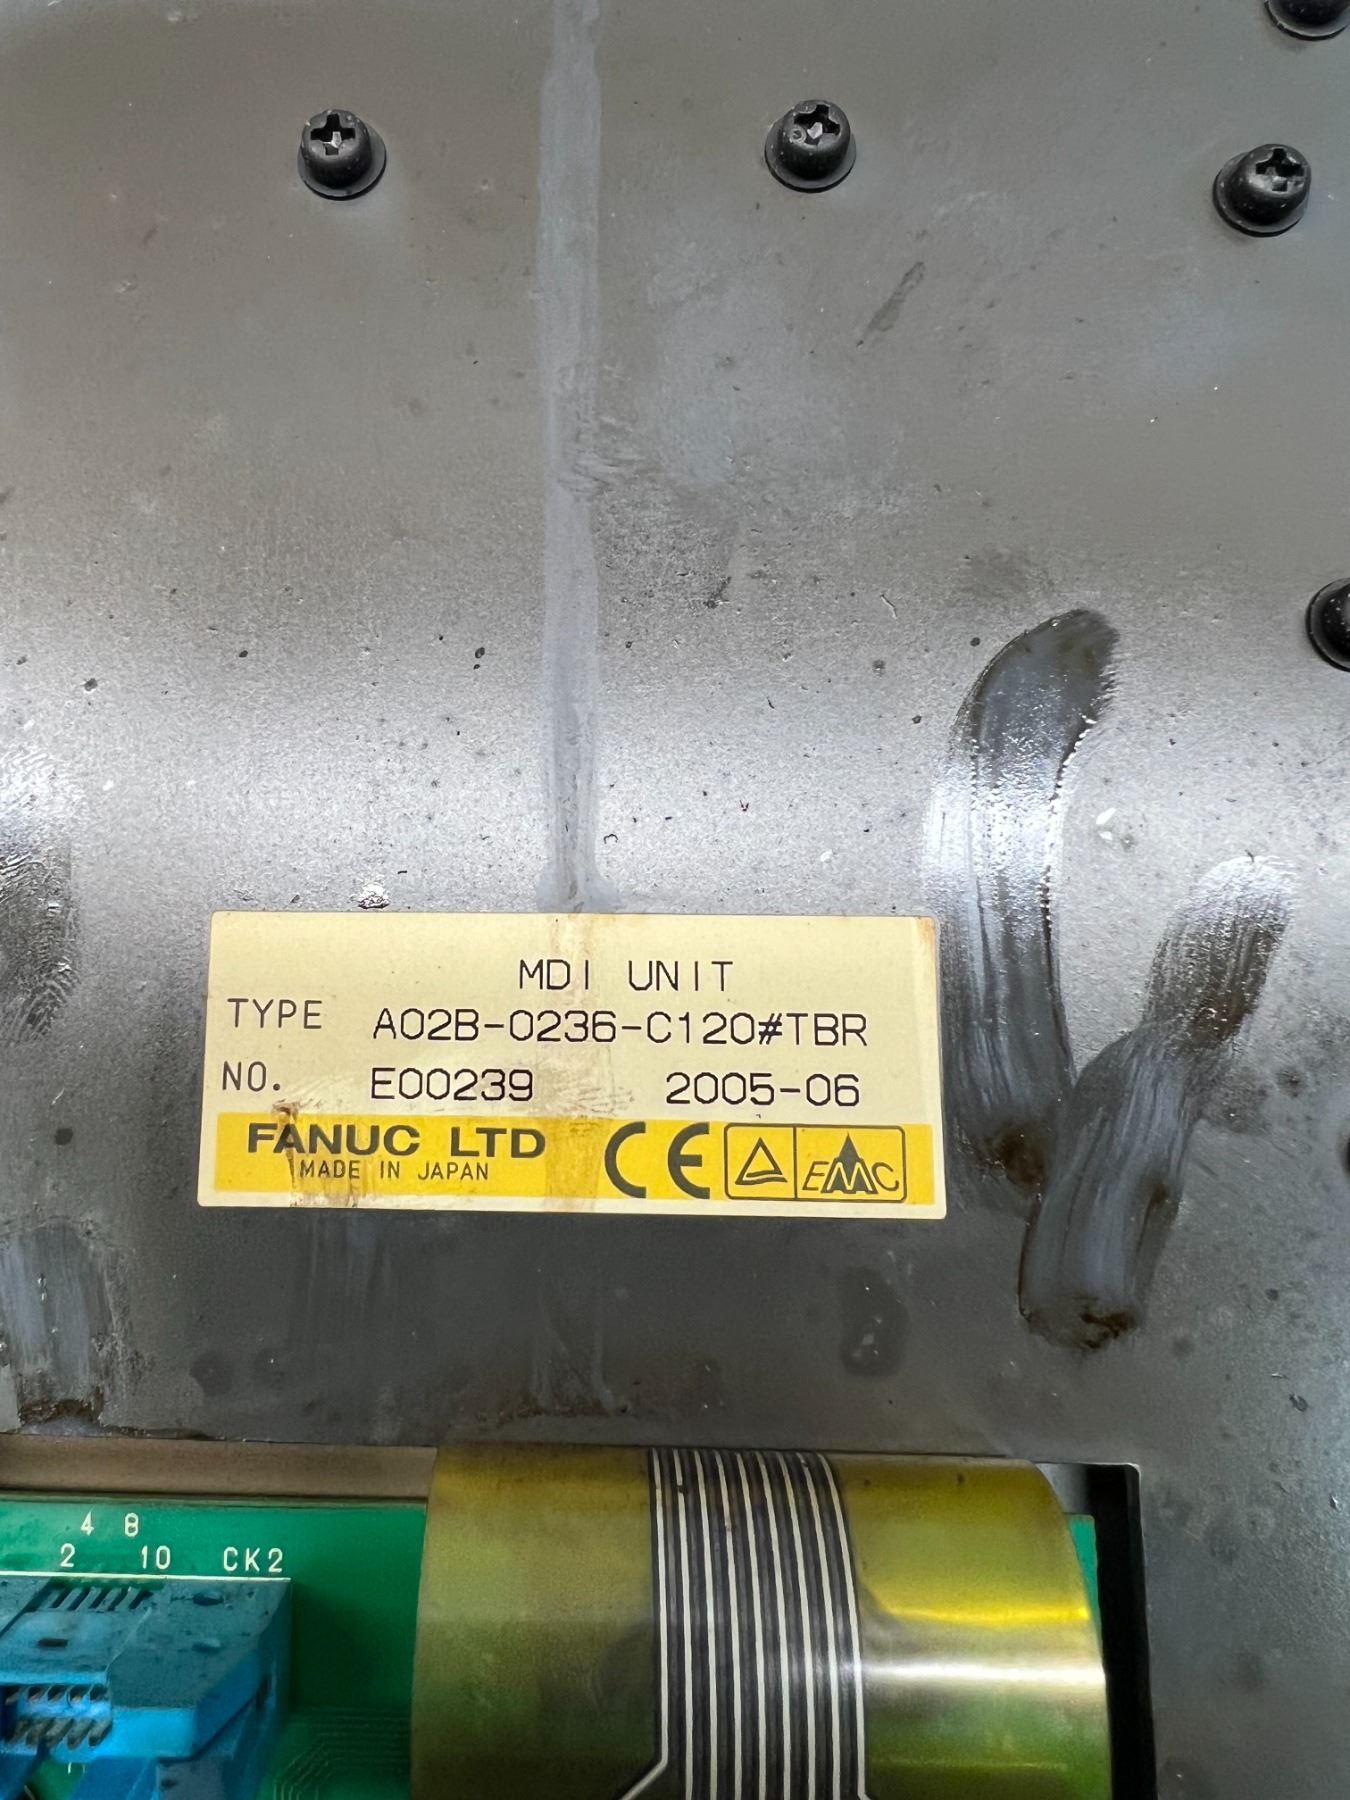 MDI UNIT
TYPE A02B-0236-C120#TBR
NO. E00239 2005-06
FANUC LTD
MADE IN JAPAN
CE
EMC
4 8
2 10 CK2